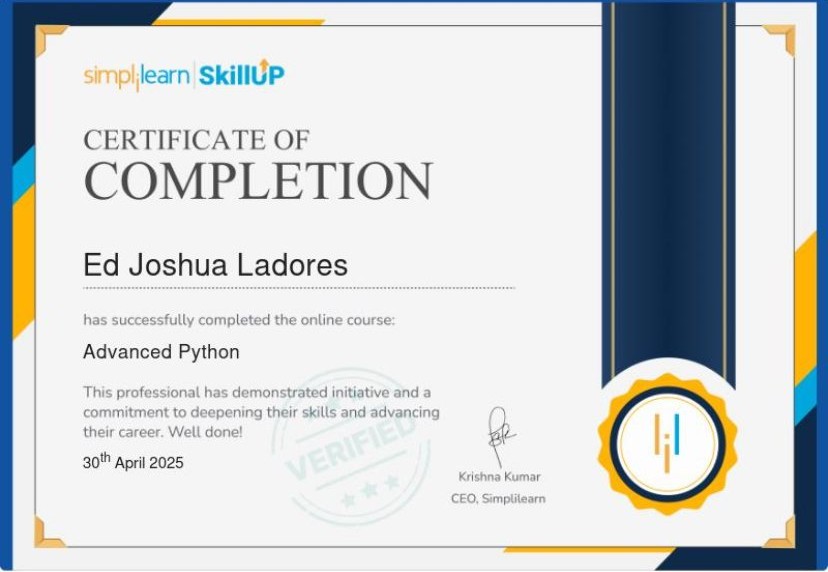 simplilearn SkillUP
CERTIFICATE OF
COMPLETION
Ed Joshua Ladores
has successfully completed the online course:
Advanced Python
This professional has demonstrated initiative and a
commitment to deepening their skills and advancing
their career. Well done!
30th April 2025
VERIFIED
Krishna Kumar
CEO, Simplilearn